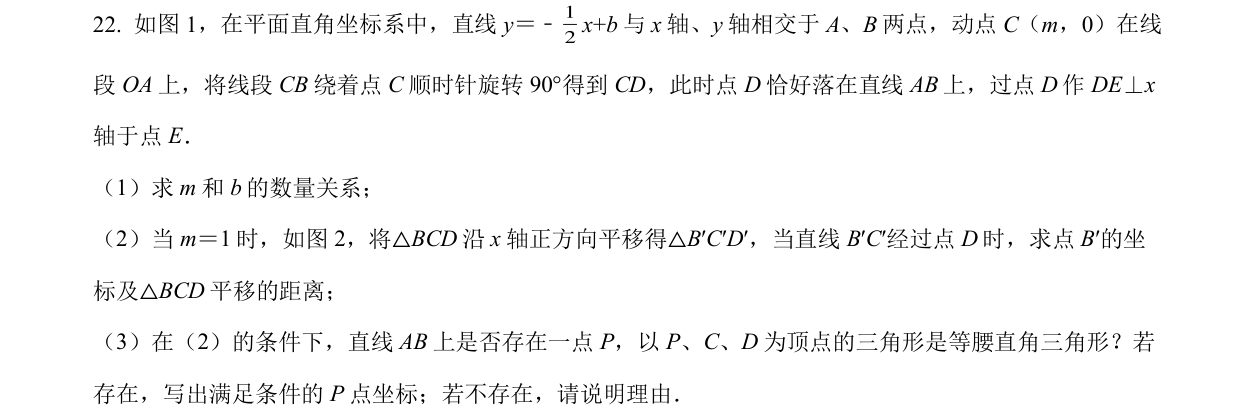 22. 如图 1，在平面直角坐标系中，直线 y＝﹣\frac{1}{2}x+b 与 x 轴、y 轴相交于 A、B 两点，动点 C（m，0）在线
段 OA 上，将线段 CB 绕着点 C 顺时针旋转 90°得到 CD，此时点 D 恰好落在直线 AB 上，过点 D 作 DE⊥x
轴于点 E．
（1）求 m 和 b 的数量关系；
（2）当 m＝1 时，如图 2，将△BCD 沿 x 轴正方向平移得△B′C′D′，当直线 B′C′经过点 D 时，求点 B′的坐
标及△BCD 平移的距离；
（3）在（2）的条件下，直线 AB 上是否存在一点 P，以 P、C、D 为顶点的三角形是等腰直角三角形？若
存在，写出满足条件的 P 点坐标；若不存在，请说明理由．